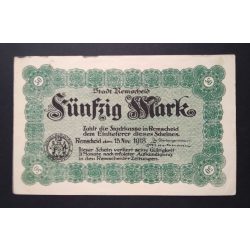 Stadt Remscheid
Fünfzig Mark
Zahlt die Stadtkasse in Remscheid
dem Einlieferer dieses Scheines.
Remscheid den 15. Nov. 1918
Dieser Schein verliert seine Gültigkeit
3 Monate nach erfolgter Aufkündigung
in den Remscheider Zeitungen.